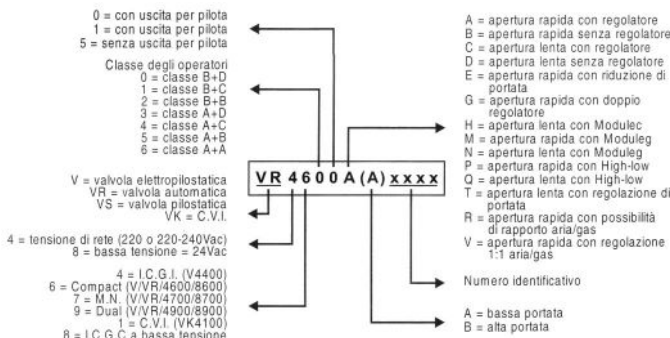 0 = con uscita per pilota
1 = con uscita per pilota
5 = senza uscita per pilota
Classe degli operatori
0 = classe B+D
1 = classe B+C
2 = classe B+B
3 = classe A+D
4 = classe A+C
5 = classe A+B
6 = classe A+A
V = valvola elettropilostatica
VR = valvola automatica
VS = valvola pilostatica
VK = C.V.I.
4 = tensione di rete (220 o 220-240Vac)
8 = bassa tensione = 24Vac
4 = I.C.G.I. (V4400)
6 = Compact (V/VR/4600/8600)
7 = M.N. (V/VR/4700/8700)
9 = Dual (V/VR/4900/8900)
1 = C.V.I. (VK4100)
8 = I.C.G.C a bassa tensione
VR4600A(A)xxxx
A = apertura rapida con regolatore
B = apertura rapida senza regolatore
C = apertura lenta con regolatore
D = apertura lenta senza regolatore
E = apertura rapida con riduzione di
portata
G = apertura rapida con doppio
regolatore
H = apertura lenta con Modulec
M = apertura rapida con Moduleg
N = apertura lenta con Moduleg
P = apertura rapida con High-low
Q = apertura lenta con High-low
T = apertura lenta con regolazione di
portata
R = apertura rapida con possibilità
di rapporto aria/gas
V = apertura rapida con regolazione
1:1 aria/gas
Numero identificativo
A = bassa portata
B = alta portata